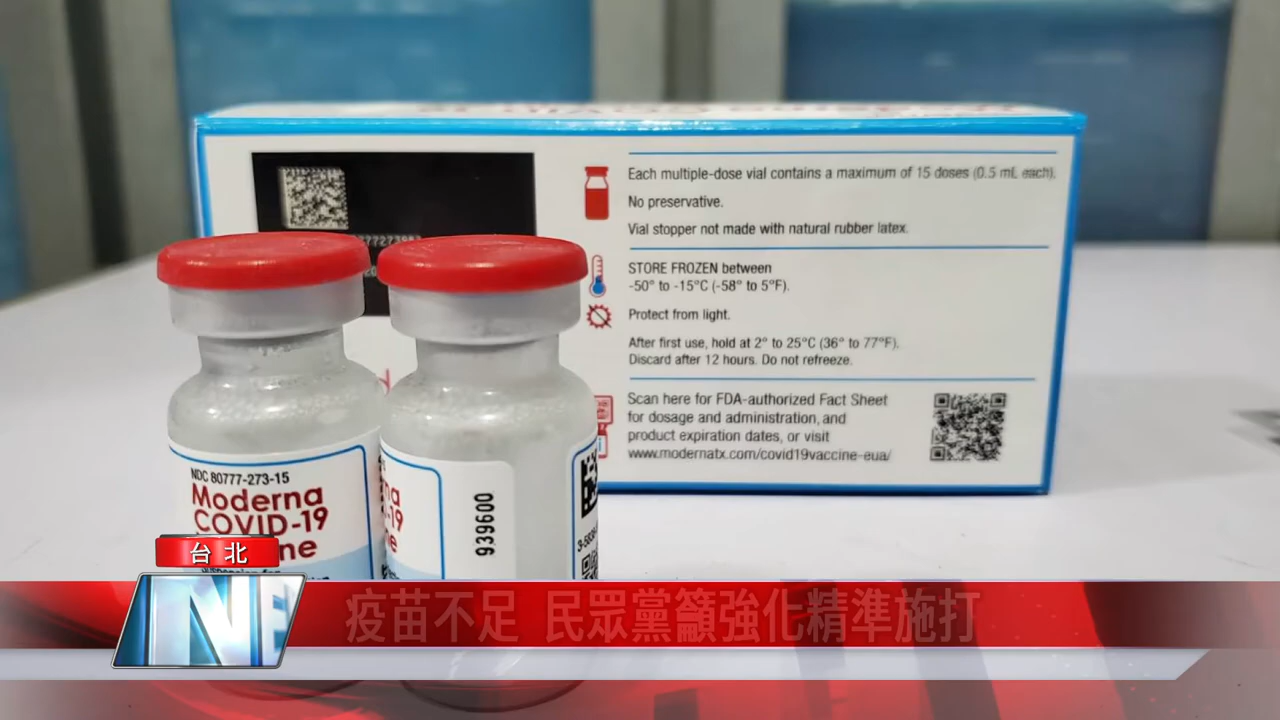 Each multiple-dose vial contains a maximum of 15 doses (0.5 mL each).
No preservative.
Vial stopper not made with natural rubber latex.
STORE FROZEN between
-50° to -15°C (-58° to 5°F).
Protect from light.
After first use, hold at 2° to 25°C (36° to 77°F).
Discard after 12 hours. Do not refreeze.
Scan here for FDA-authorized Fact Sheet
for dosage and administration, and
product expiration dates, or visit
www.modernatx.com/covid19vaccine-eua/
NDC 80777-273-15
Moderna
COVID-19
939600
台北
疫苗不足 民眾黨籲強化精準施打